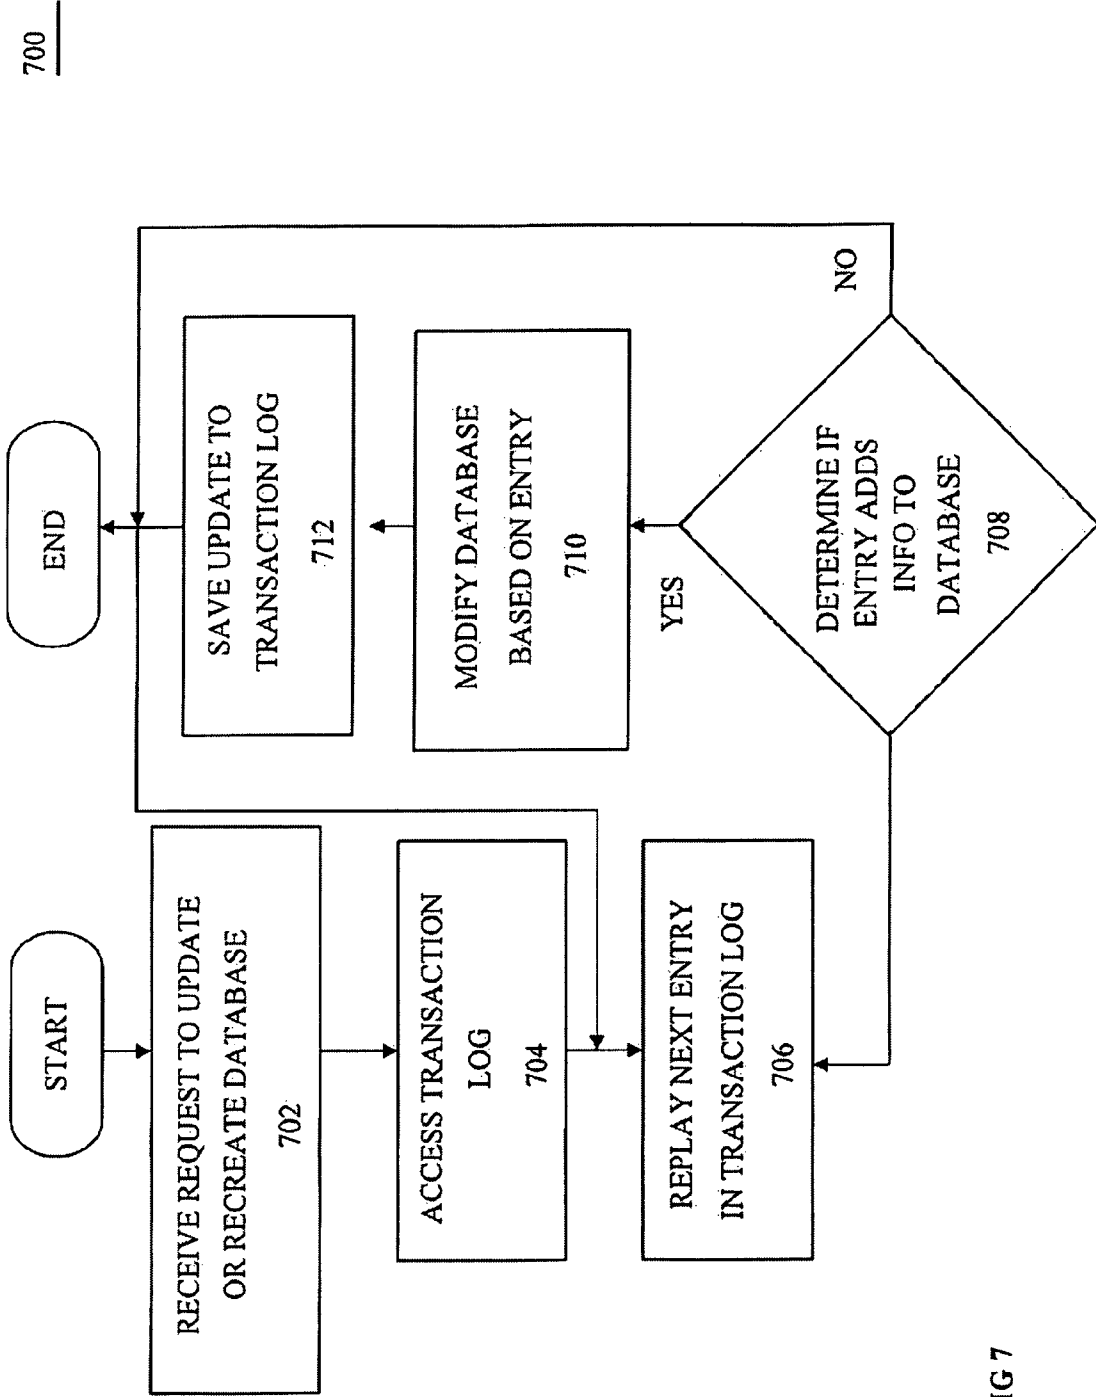 700
START
RECEIVE REQUEST TO UPDATE
OR RECREATE DATABASE
702
ACCESS TRANSACTION
LOG
704
REPLAY NEXT ENTRY
IN TRANSACTION LOG
706
DETERMINE IF
ENTRY ADDS
INFO TO
DATABASE
708
YES
NO
MODIFY DATABASE
BASED ON ENTRY
710
SAVE UPDATE TO
TRANSACTION LOG
712
END
IG 7